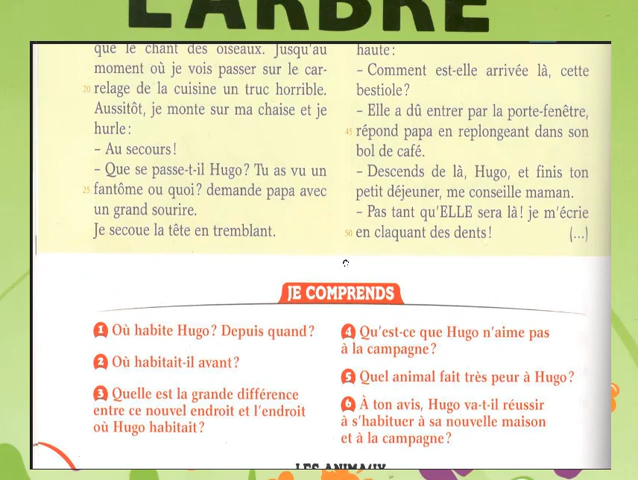 L'ARBRE
que le chant des oiseaux. Jusqu'au
moment où je vois passer sur le car-
20 relage de la cuisine un truc horrible.
Aussitôt, je monte sur ma chaise et je
hurle :
– Au secours !
– Que se passe-t-il Hugo ? Tu as vu un
25 fantôme ou quoi ? demande papa avec
un grand sourire.
Je secoue la tête en tremblant.
haute :
– Comment est-elle arrivée là, cette
bestiole ?
– Elle a dû entrer par la porte-fenêtre,
45 répond papa en replongeant dans son
bol de café.
– Descends de là, Hugo, et finis ton
petit déjeuner, me conseille maman.
– Pas tant qu'ELLE sera là ! je m'écrie
50 en claquant des dents ! (...)
JE COMPRENDS
1 Où habite Hugo ? Depuis quand ?
2 Où habitait-il avant ?
3 Quelle est la grande différence
entre ce nouvel endroit et l'endroit
où Hugo habitait ?
4 Qu'est-ce que Hugo n'aime pas
à la campagne ?
5 Quel animal fait très peur à Hugo ?
6 À ton avis, Hugo va-t-il réussir
à s'habituer à sa nouvelle maison
et à la campagne ?
LES ANIMAUX